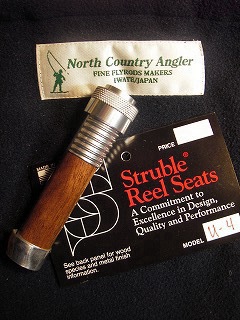 North Country Angler
FINE FLYRODS MAKERS
IWATE/JAPAN
MADE
PRICE
Struble®
Reel Seats
A Commitment to
Excellence in Design,
Quality and Performance
See back panel for wood
species and metal finish
information.
MODEL U-4